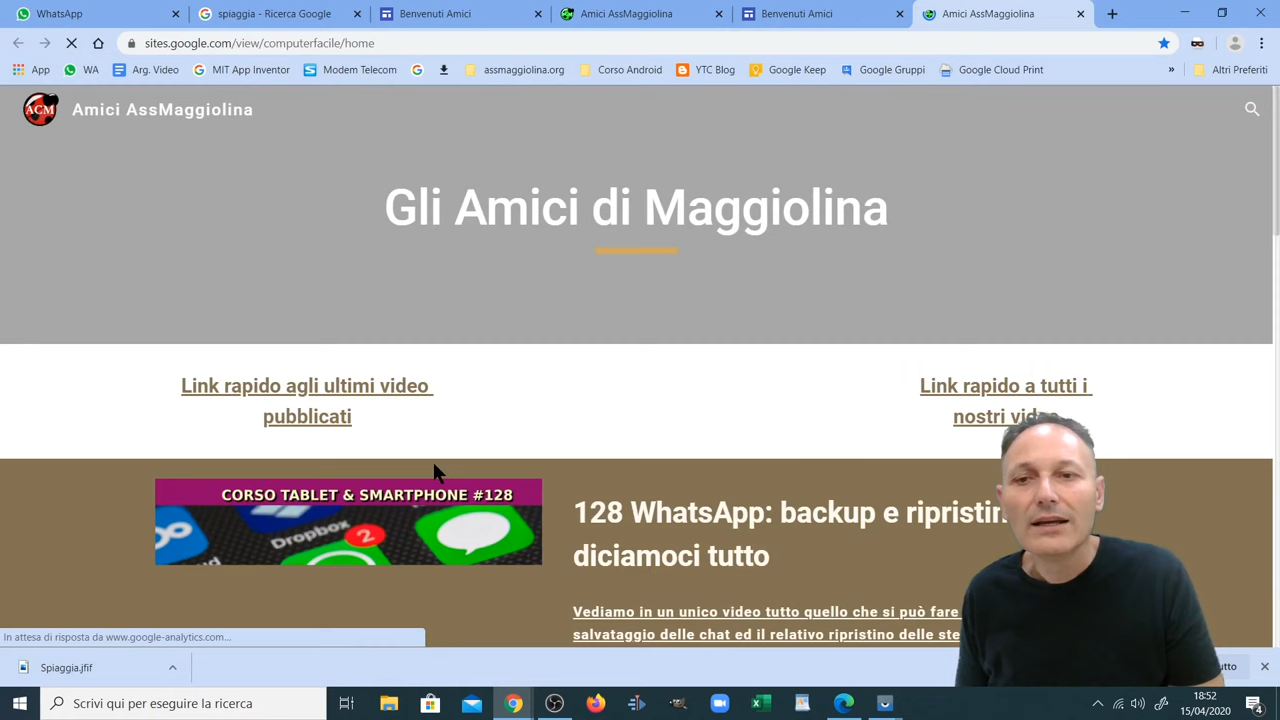 WhatsApp
spiaggia - Ricerca Google
Benvenuti Amici
Amici AssMaggiolina
Benvenuti Amici
Amici AssMaggiolina
sites.google.com/view/computerfacile/home
App
WA
Arg. Video
MIT App Inventor
Modem Telecom
assmaggiolina.org
Corso Android
YTC Blog
Google Keep
Google Gruppi
Google Cloud Print
»
Altri Preferiti
ACM
Amici AssMaggiolina
Gli Amici di Maggiolina
Link rapido agli ultimi video
pubblicati
Link rapido a tutti i
nostri video
CORSO TABLET & SMARTPHONE #128
Dropbox
2
128 WhatsApp: backup e
diciamoci tutto
Vediamo in un unico video tutto quello che si può fare
salvataggio delle chat ed il relativo ripristino delle
In attesa di risposta da www.google-analytics.com...
Spiaggia.jfif
Scrivi qui per eseguire la ricerca
18:52
15/04/2020
4